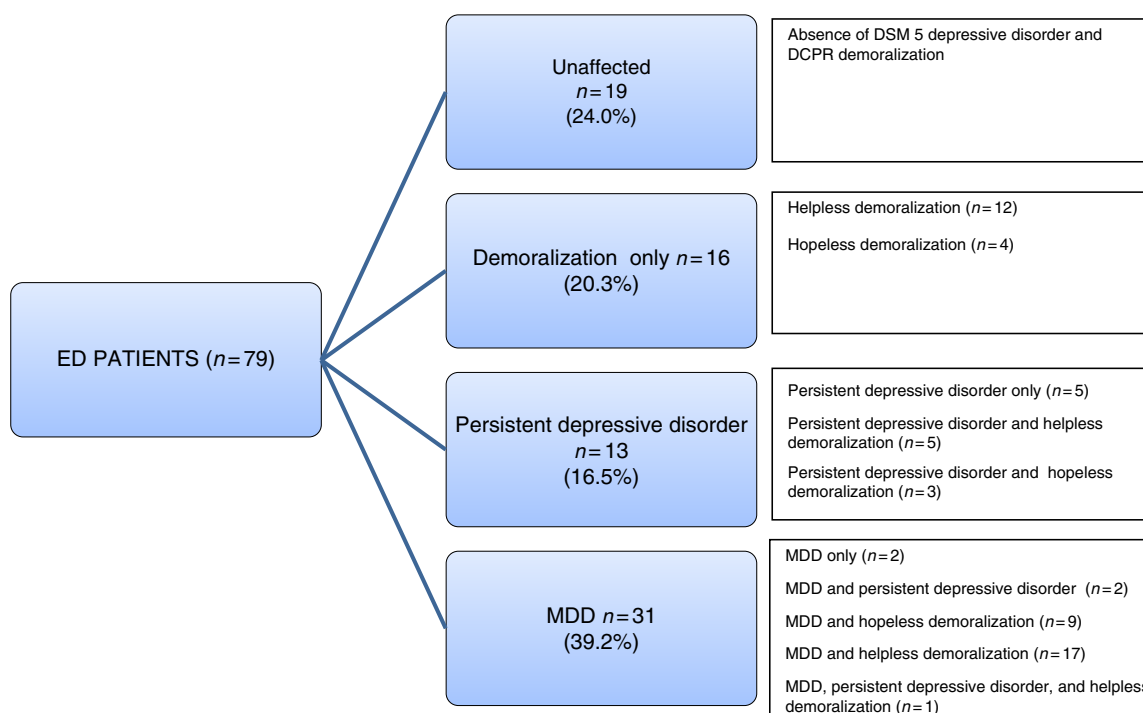 ED PATIENTS (n=79)
Unaffected
n=19
(24.0%)
Absence of DSM 5 depressive disorder and
DCPR demoralization
Demoralization only n=16
(20.3%)
Helpless demoralization (n=12)
Hopeless demoralization (n=4)
Persistent depressive disorder
n=13
(16.5%)
Persistent depressive disorder only (n=5)
Persistent depressive disorder and helpless
demoralization (n=5)
Persistent depressive disorder and hopeless
demoralization (n=3)
MDD n=31
(39.2%)
MDD only (n=2)
MDD and persistent depressive disorder (n=2)
MDD and hopeless demoralization (n=9)
MDD and helpless demoralization (n=17)
MDD, persistent depressive disorder, and helpless
demoralization (n=1)